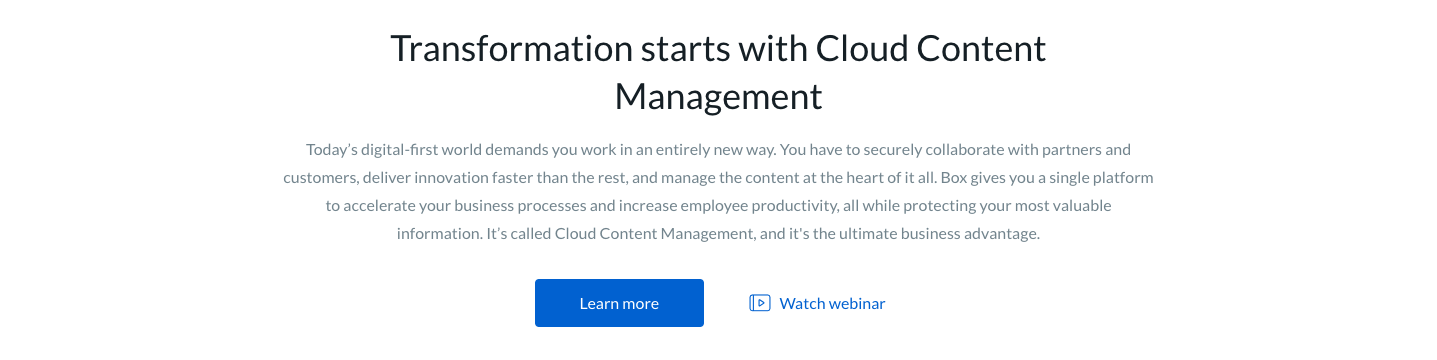 Transformation starts with Cloud Content
Management
Today’s digital-first world demands you work in an entirely new way. You have to securely collaborate with partners and
customers, deliver innovation faster than the rest, and manage the content at the heart of it all. Box gives you a single platform
to accelerate your business processes and increase employee productivity, all while protecting your most valuable
information. It’s called Cloud Content Management, and it's the ultimate business advantage.
Learn more
Watch webinar